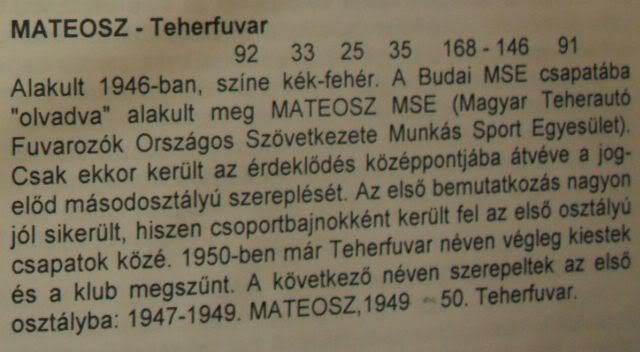 MATEOSZ - Teherfuvar
92 33 25 35 168 - 146 91
Alakult 1946-ban, színe kék-fehér. A Budai MSE csapatába
"olvadva" alakult meg MATEOSZ MSE (Magyar Teherautó
Fuvarozók Országos Szövetkezete Munkás Sport Egyesület).
Csak ekkor került az érdeklődés középpontjába átvéve a jog-
előd másodosztályú szereplését. Az első bemutatkozás nagyon
jól sikerült, hiszen csoportbajnokként került fel az első osztályú
csapatok közé. 1950-ben már Teherfuvar néven végleg kiestek
és a klub megszűnt. A következő néven szerepeltek az első
osztályba: 1947-1949. MATEOSZ,1949 - 50. Teherfuvar.